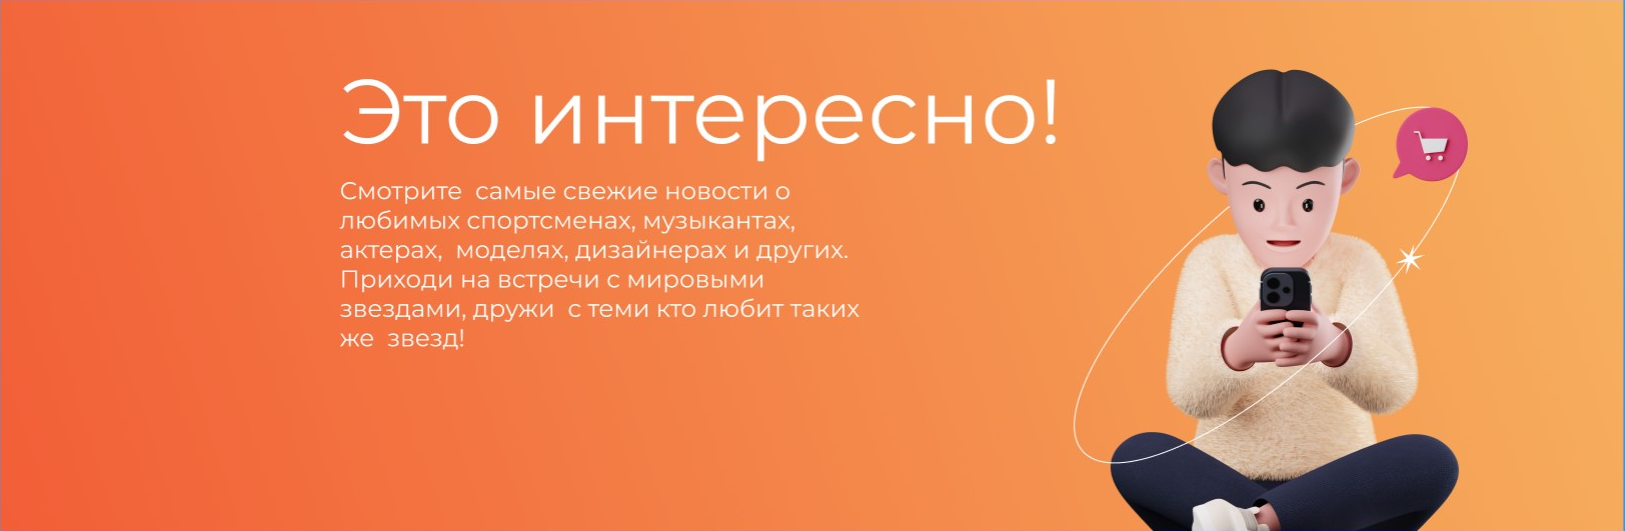 Это интересно!
Смотрите  самые свежие новости о
любимых спортсменах, музыкантах,
актерах,  моделях, дизайнерах и других.
Приходи на встречи с мировыми
звездами, дружи  с теми кто любит таких
же  звезд!